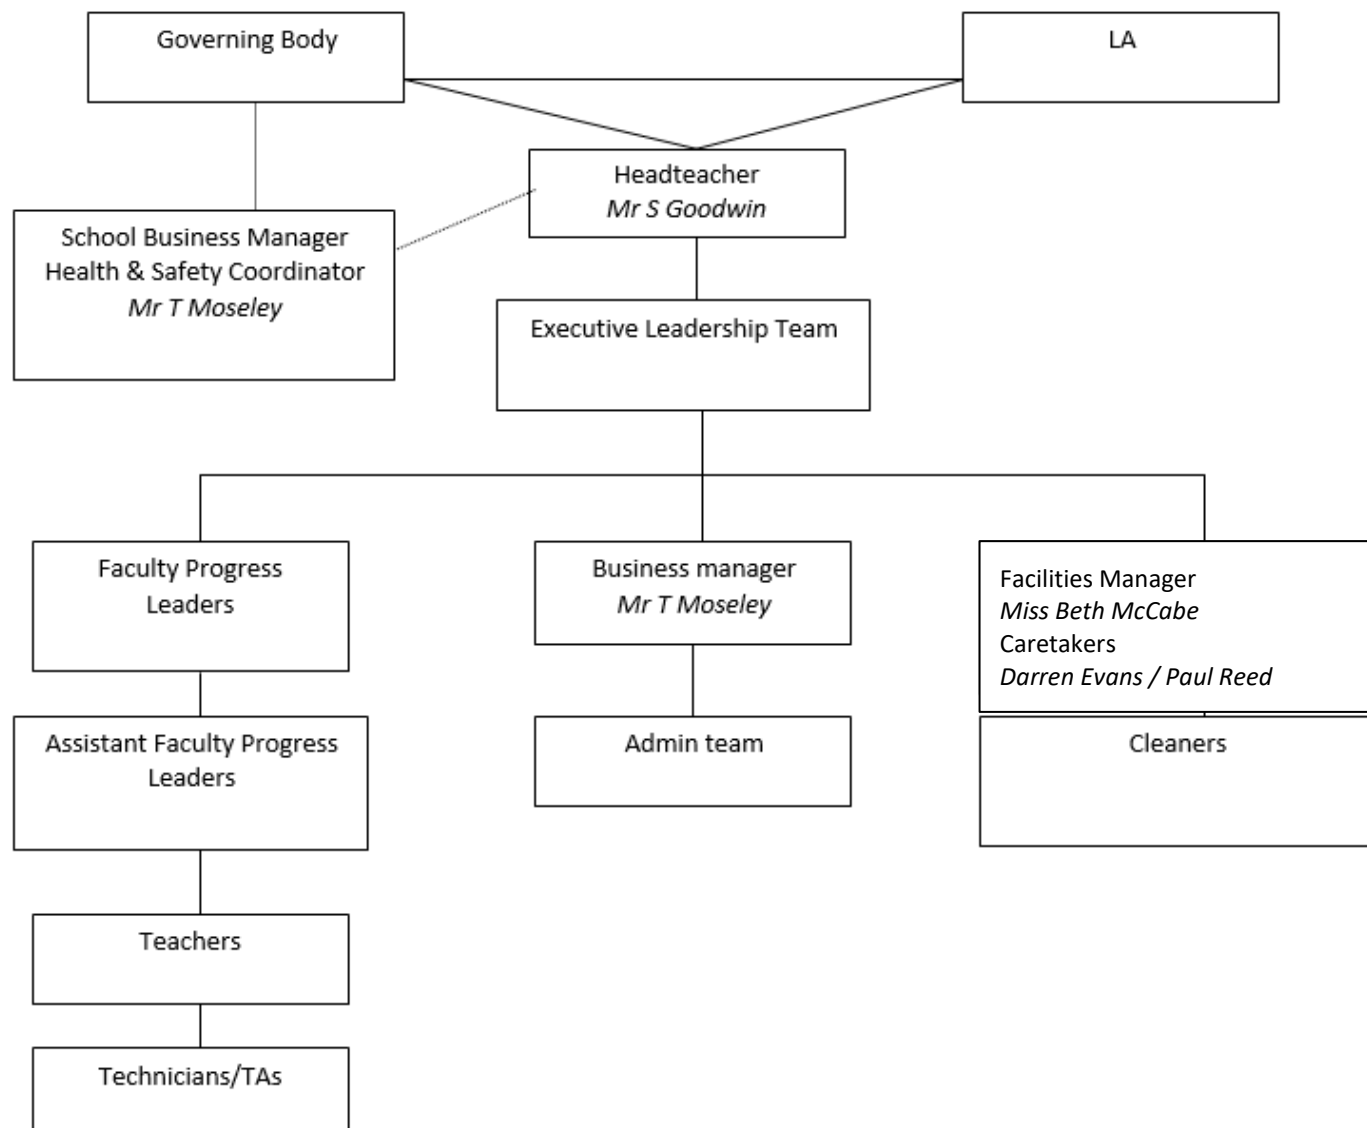 Governing Body
LA
Headteacher
Mr S Goodwin
School Business Manager
Health & Safety Coordinator
Mr T Moseley
Executive Leadership Team
Faculty Progress
Leaders
Business manager
Mr T Moseley
Facilities Manager
Miss Beth McCabe
Caretakers
Darren Evans / Paul Reed
Assistant Faculty Progress
Leaders
Admin team
Cleaners
Teachers
Technicians/TAs